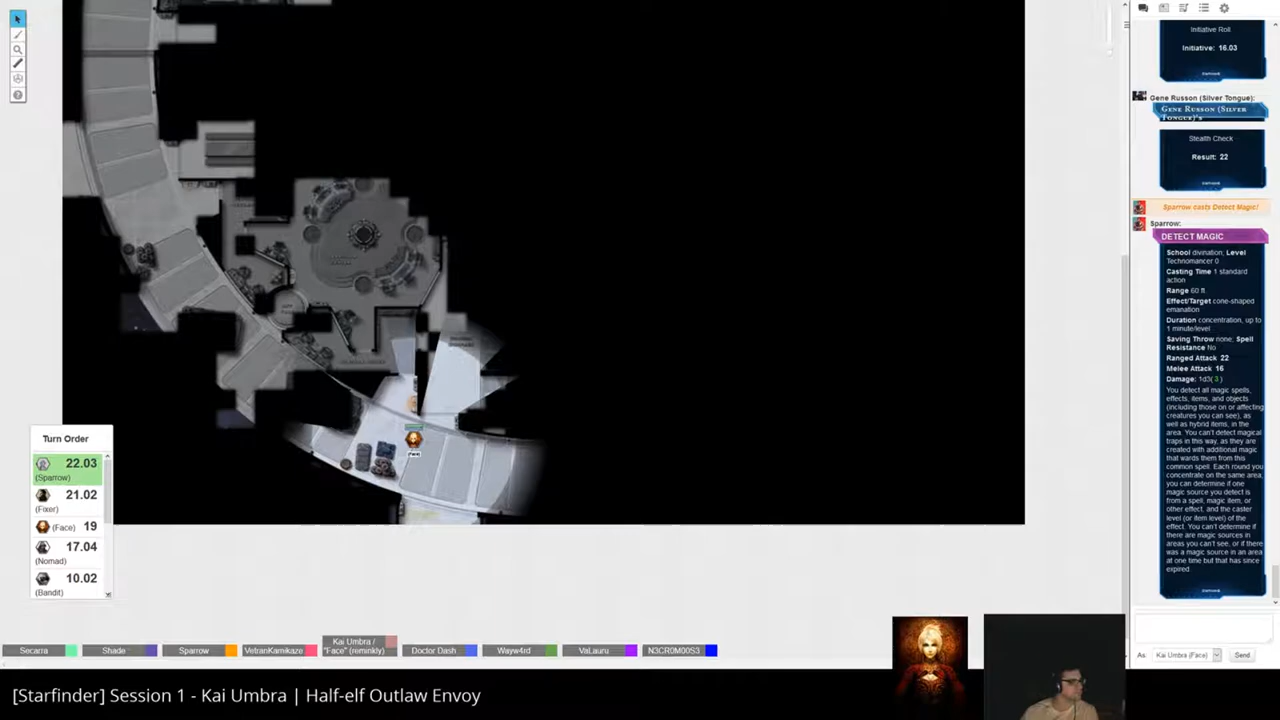 Initiative Roll
Initiative: 16.03
Gene Russon (Silver Tongue):
Gene Russon (Silver
Tongue)'s
Stealth Check
Result: 22
Sparrow casts Detect Magic!
Sparrow:
DETECT MAGIC
School divination; Level
Technomancer 0
Casting Time 1 standard
action
Range 60 ft.
Effect/Target cone-shaped
emanation
Duration concentration, up to
1 minute/level
Saving Throw none; Spell
Resistance No
Ranged Attack 22
Melee Attack 16
Damage: 1d3( 3 )
You detect all magic spells,
effects, items, and objects
(including those on or affecting
creatures you can see), as
well as hybrid items, in the
area. You can't detect magical
traps in this way, as they are
created with additional magic
that wards them from this
common spell. Each round you
concentrate on the same area,
you can determine if one
magic source you detect is
from a spell, magic item, or
other effect, and the caster
level (or item level) of the
effect. You can't determine if
there are magic sources in
areas you can't see, or if there
was a magic source in an area
at one time but that has since
expired.
Turn Order
22.03
(Sparrow)
21.02
(Fixer)
(Face) 19
17.04
(Nomad)
10.02
(Bandit)
(Face)
Secarra
Shade
Sparrow
VetranKamikaze
Kai Umbra /
"Face" (reminkly)
Doctor Dash
Wayw4rd
VaLauru
N3CR0M00S3
As: Kai Umbra (Face) Send
[Starfinder] Session 1 - Kai Umbra | Half-elf Outlaw Envoy